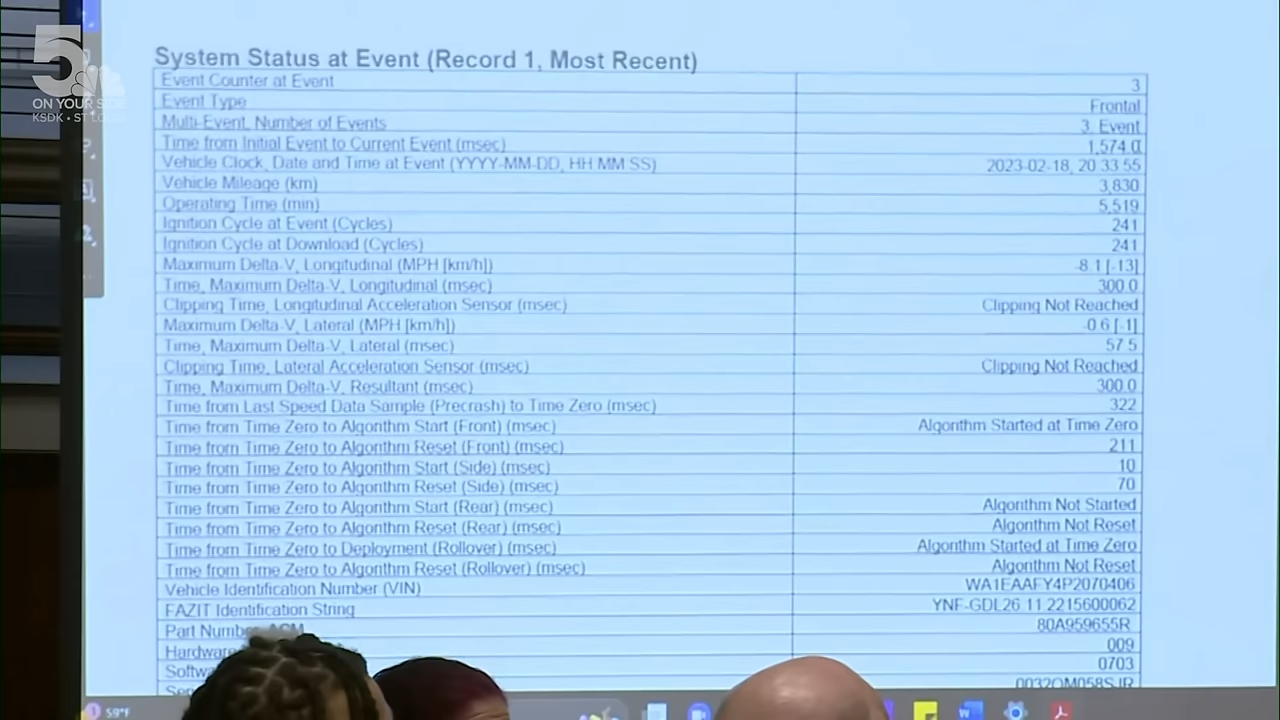 5
ON YOUR SIDE
KSDK • ST LOUIS
System Status at Event (Record 1, Most Recent)
Event Counter at Event 3
Event Type Frontal
Multi-Event, Number of Events 3. Event
Time from Initial Event to Current Event (msec) 1,574.0
Vehicle Clock, Date and Time at Event (YYYY-MM-DD, HH MM SS) 2023-02-18, 20 33 55
Vehicle Mileage (km) 3,830
Operating Time (min) 5,519
Ignition Cycle at Event (Cycles) 241
Ignition Cycle at Download (Cycles) 241
Maximum Delta-V, Longitudinal (MPH [km/h]) -8.1 [-13]
Time, Maximum Delta-V, Longitudinal (msec) 300.0
Clipping Time, Longitudinal Acceleration Sensor (msec) Clipping Not Reached
Maximum Delta-V, Lateral (MPH [km/h]) -0.6 [-1]
Time, Maximum Delta-V, Lateral (msec) 57.5
Clipping Time, Lateral Acceleration Sensor (msec) Clipping Not Reached
Time, Maximum Delta-V, Resultant (msec) 300.0
Time from Last Speed Data Sample (Precrash) to Time Zero (msec) 322
Time from Time Zero to Algorithm Start (Front) (msec) Algorithm Started at Time Zero
Time from Time Zero to Algorithm Reset (Front) (msec) 211
Time from Time Zero to Algorithm Start (Side) (msec) 10
Time from Time Zero to Algorithm Reset (Side) (msec) 70
Time from Time Zero to Algorithm Start (Rear) (msec) Algorithm Not Started
Time from Time Zero to Algorithm Reset (Rear) (msec) Algorithm Not Reset
Time from Time Zero to Deployment (Rollover) (msec) Algorithm Started at Time Zero
Time from Time Zero to Algorithm Reset (Rollover) (msec) Algorithm Not Reset
Vehicle Identification Number (VIN) WA1EAAFY4P2070406
FAZIT Identification String YNF-GDL26.11.2215600062
Part Number ACM 80A959655R
Hardware 009
Softwa 0703
Ser 0032QM058SJR
59°F